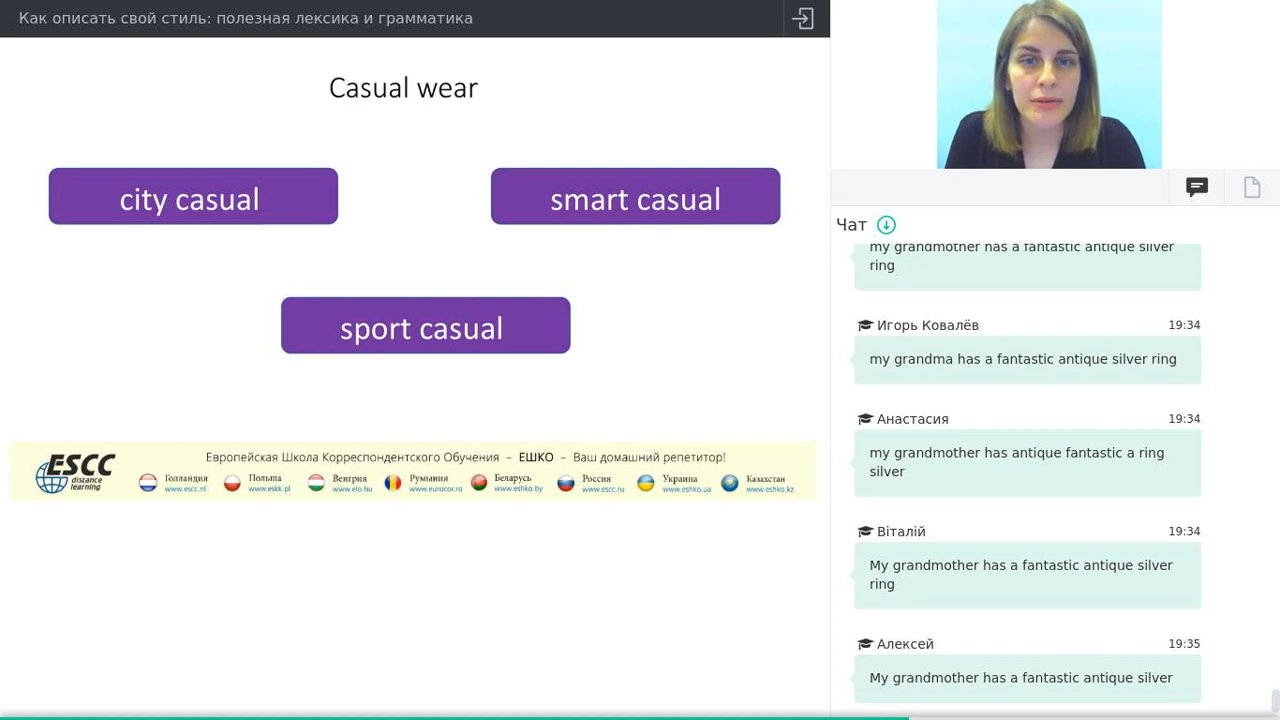 Как описать свой стиль: полезная лексика и грамматика
Casual wear
city casual
smart casual
sport casual
ESCC
distance
learning
Европейская Школа Корреспондентского Обучения – ЕШКО – Ваш домашний репетитор!
Голландия
www.escc.nl
Польша
www.eskk.pl
Венгрия
www.elo.hu
Румыния
www.eurocor.ro
Беларусь
www.eshko.by
Россия
www.escc.ru
Украина
www.eshko.ua
Казахстан
www.eshko.kz
Чат
my grandmother has a fantastic antique silver
ring
Игорь Ковалёв 19:34
my grandma has a fantastic antique silver ring
Анастасия 19:34
my grandmother has antique fantastic a ring
silver
Віталій 19:34
My grandmother has a fantastic antique silver
ring
Алексей 19:35
My grandmother has a fantastic antique silver